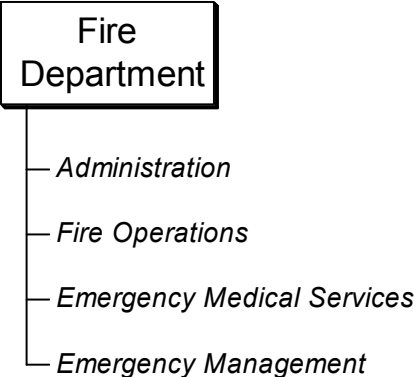 Fire
Department
Administration
Fire Operations
Emergency Medical Services
Emergency Management